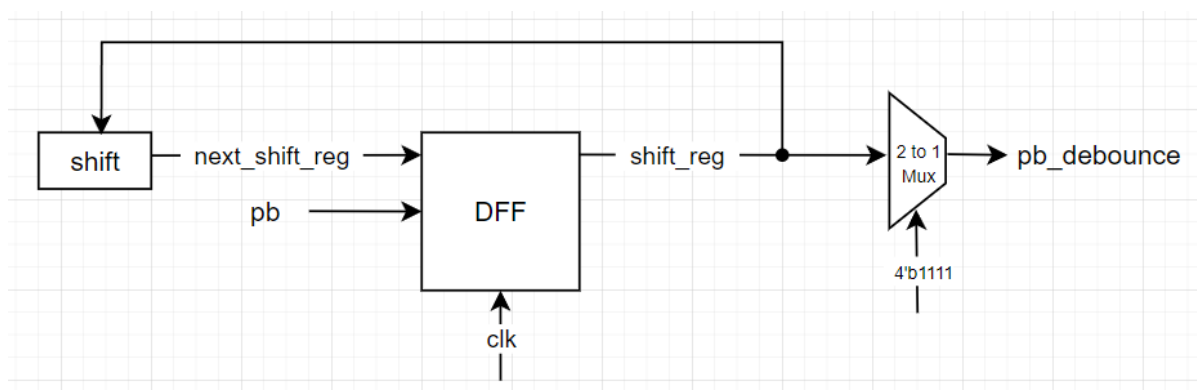 shift
next_shift_reg
pb
DFF
clk
shift_reg
2 to 1
Mux
4'b1111
pb_debounce